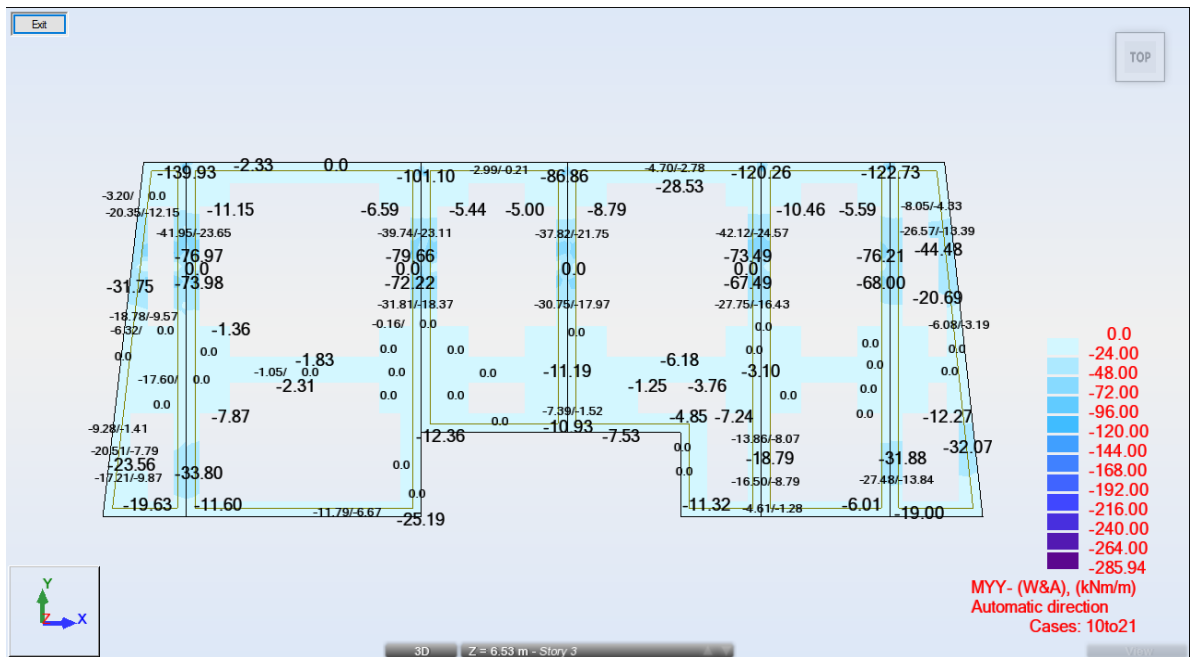 Exit
TOP
-139.93 -2.33 0.0 -101.10 -2.99/-0.21 -86.86 -4.70/-2.78 -120.26 -122.73
-28.53
-3.20/ 0.0
-20.35/-12.15 -11.15 -6.59 -5.44 -5.00 -8.79 -10.46 -5.59 -8.05/-4.33
-41.95/-23.65 -39.74/-23.11 -37.82/-21.75 -42.12/-24.57 -26.57/-13.39
-76.97 -79.66 -73.49 -76.21 -44.48
0.0 0.0 0.0 0.0
-31.75 -73.98 -72.22 -67.49 -68.00 -20.69
-31.81/-18.37 -30.75/-17.97 -27.75/-16.43
-18.78/-9.57
-6.32/ 0.0 -1.36 -0.16/ 0.0 0.0 0.0 -6.08/-3.19
0.0 0.0 0.0 0.0 0.0 0.0 0.0
-1.83 -6.18
-17.60/ 0.0 -1.05/ 0.0 0.0 0.0 -11.19 -3.10 0.0 0.0
-2.31 -1.25 -3.76
0.0 0.0 0.0 0.0 0.0
-7.87 0.0 -7.39/-1.52 -4.85 -7.24 0.0 -12.27
-9.28/-1.41 -12.36 -10.93 -7.53 -13.86/-8.07
-20.51/-7.79 0.0 -32.07
-23.56 0.0 -18.79 -31.88
-17.21/-9.87 -33.80 0.0 -16.50/-8.79 -27.48/-13.84
0.0
-19.63 -11.60 -11.79/-6.67 -25.19 -11.32 -4.61/-1.28 -6.01 -19.00
0.0
-24.00
-48.00
-72.00
-96.00
-120.00
-144.00
-168.00
-192.00
-216.00
-240.00
-264.00
-285.94
MYY- (W&A), (kNm/m)
Automatic direction
Cases: 10to21
Y
Z
X
3D Z = 6.53 m - Story 3 View